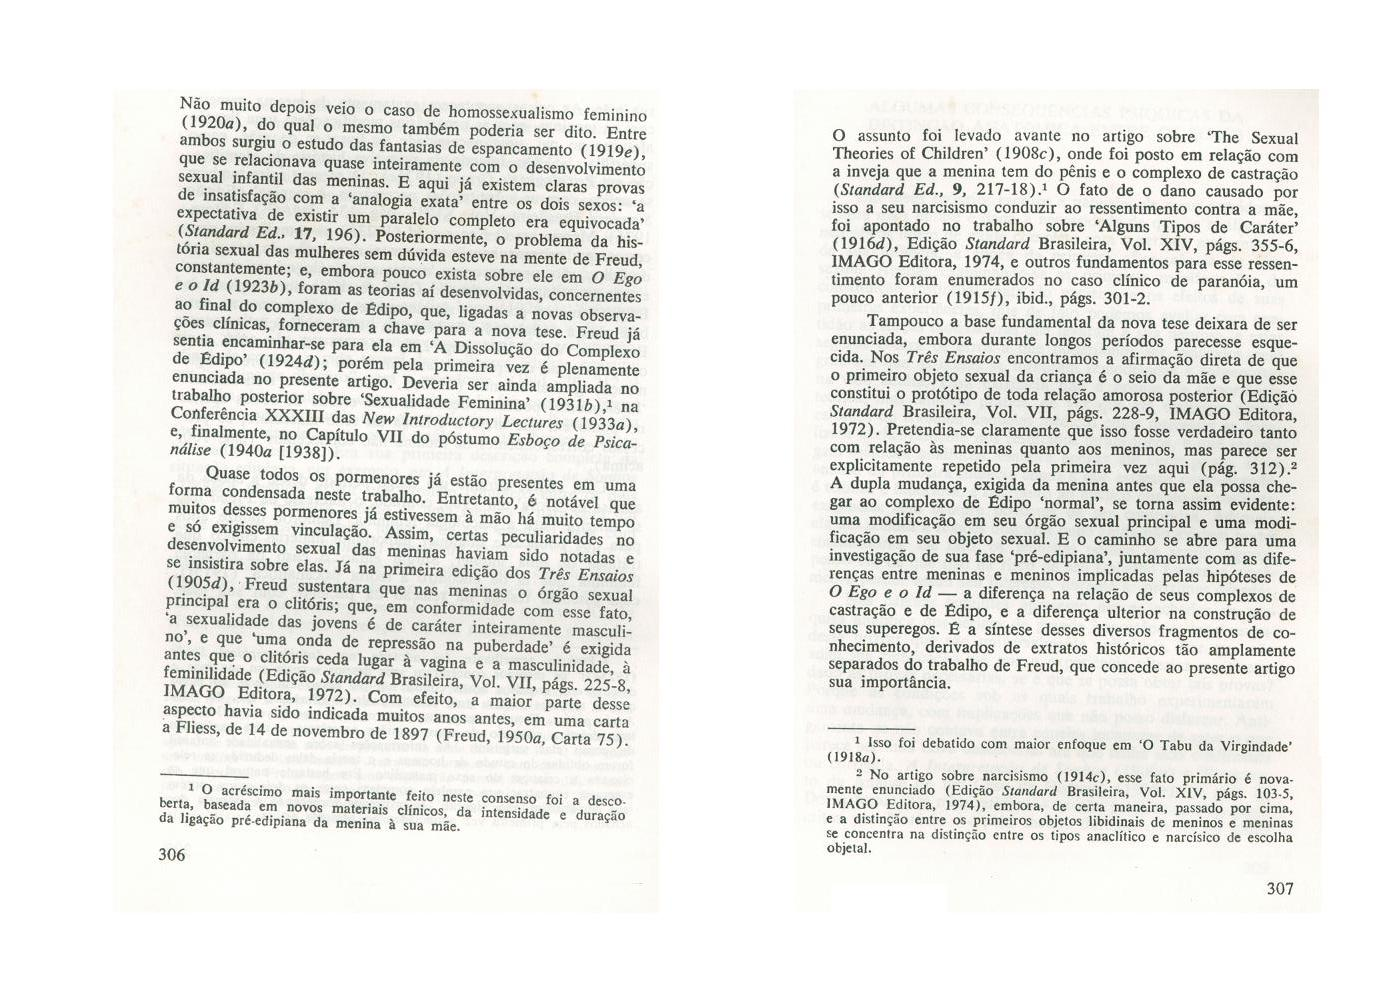 Não muito depois veio o caso de homossexualismo feminino
(1920a), do qual o mesmo também poderia ser dito. Entre
ambos surgiu o estudo das fantasias de espancamento (1919e),
que se relacionava quase inteiramente com o desenvolvimento
sexual infantil das meninas. E aqui já existem claras provas
de insatisfação com a ‘analogia exata’ entre os dois sexos: ‘a
expectativa de existir um paralelo completo era equivocada’
(Standard Ed., 17, 196). Posteriormente, o problema da his-
tória sexual das mulheres sem dúvida esteve na mente de Freud,
constantemente; e, embora pouco exista sobre ele em O Ego
e o Id (1923b), foram as teorias aí desenvolvidas, concernentes
ao final do complexo de Édipo, que, ligadas a novas observa-
ções clínicas, forneceram a chave para a nova tese. Freud já
sentia encaminhar-se para ela em ‘A Dissolução do Complexo
de Édipo’ (1924d); porém pela primeira vez é plenamente
enunciada no presente artigo. Deveria ser ainda ampliada no
trabalho posterior sobre ‘Sexualidade Feminina’ (1931b),¹ na
Conferência XXXIII das New Introductory Lectures (1933a),
e, finalmente, no Capítulo VII do póstumo Esboço de Psica-
nálise (1940a [1938]).
Quase todos os pormenores já estão presentes em uma
forma condensada neste trabalho. Entretanto, é notável que
muitos desses pormenores já estivessem à mão há muito tempo
e só exigissem vinculação. Assim, certas peculiaridades no
desenvolvimento sexual das meninas haviam sido notadas e
se insistira sobre elas. Já na primeira edição dos Três Ensaios
(1905d), Freud sustentara que nas meninas o órgão sexual
principal era o clitóris; que, em conformidade com esse fato,
‘a sexualidade das jovens é de caráter inteiramente masculi-
no’, e que ‘uma onda de repressão na puberdade’ é exigida
antes que o clitóris ceda lugar à vagina e a masculinidade, à
feminilidade (Edição Standard Brasileira, Vol. VII, págs. 225-8,
IMAGO Editora, 1972). Com efeito, a maior parte desse
aspecto havia sido indicada muitos anos antes, em uma carta
a Fliess, de 14 de novembro de 1897 (Freud, 1950a, Carta 75).
¹ O acréscimo mais importante feito neste consenso foi a desco-
berta, baseada em novos materiais clínicos, da intensidade e duração
da ligação pré-edipiana da menina à sua mãe.
306
O assunto foi levado avante no artigo sobre ‘The Sexual
Theories of Children’ (1908c), onde foi posto em relação com
a inveja que a menina tem do pênis e o complexo de castração
(Standard Ed., 9, 217-18).¹ O fato de o dano causado por
isso a seu narcisismo conduzir ao ressentimento contra a mãe,
foi apontado no trabalho sobre ‘Alguns Tipos de Caráter’
(1916d), Edição Standard Brasileira, Vol. XIV, págs. 355-6,
IMAGO Editora, 1974, e outros fundamentos para esse ressen-
timento foram enumerados no caso clínico de paranóia, um
pouco anterior (1915f), ibid., págs. 301-2.
Tampouco a base fundamental da nova tese deixara de ser
enunciada, embora durante longos períodos parecesse esque-
cida. Nos Três Ensaios encontramos a afirmação direta de que
o primeiro objeto sexual da criança é o seio da mãe e que esse
constitui o protótipo de toda relação amorosa posterior (Edição
Standard Brasileira, Vol. VII, págs. 228-9, IMAGO Editora,
1972). Pretendia-se claramente que isso fosse verdadeiro tanto
com relação às meninas quanto aos meninos, mas parece ser
explicitamente repetido pela primeira vez aqui (pág. 312).²
A dupla mudança, exigida da menina antes que ela possa che-
gar ao complexo de Édipo ‘normal’, se torna assim evidente:
uma modificação em seu órgão sexual principal e uma modi-
ficação em seu objeto sexual. E o caminho se abre para uma
investigação de sua fase ‘pré-edipiana’, juntamente com as dife-
renças entre meninas e meninos implicadas pelas hipóteses de
O Ego e o Id — a diferença na relação de seus complexos de
castração e de Édipo, e a diferença ulterior na construção de
seus superegos. É a síntese desses diversos fragmentos de co-
nhecimento, derivados de extratos históricos tão amplamente
separados do trabalho de Freud, que concede ao presente artigo
sua importância.
¹ Isso foi debatido com maior enfoque em ‘O Tabu da Virgindade’
(1918a).
² No artigo sobre narcisismo (1914c), esse fato primário é nova-
mente enunciado (Edição Standard Brasileira, Vol. XIV, págs. 103-5,
IMAGO Editora, 1974), embora, de certa maneira, passado por cima,
e a distinção entre os primeiros objetos libidinais de meninos e meninas
se concentra na distinção entre os tipos anaclítico e narcísico de escolha
objetal.
307